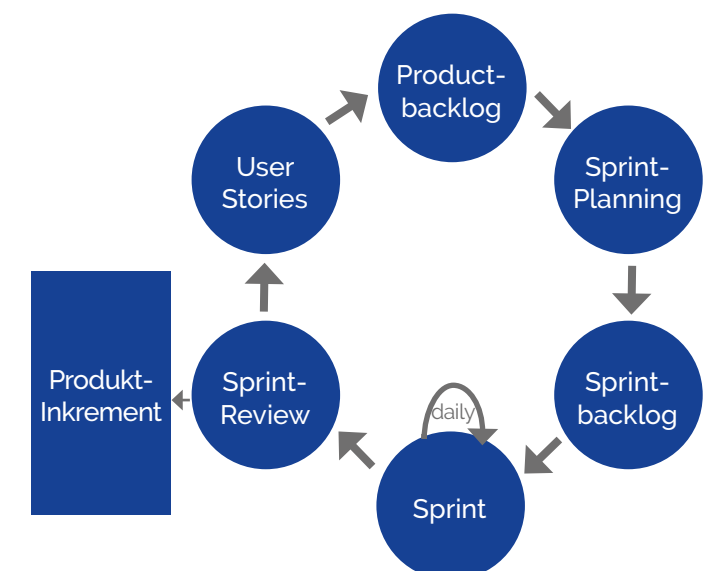 Product-
backlog
User
Stories
Sprint-
Planning
Produkt-
Inkrement
Sprint-
Review
daily
Sprint-
backlog
Sprint